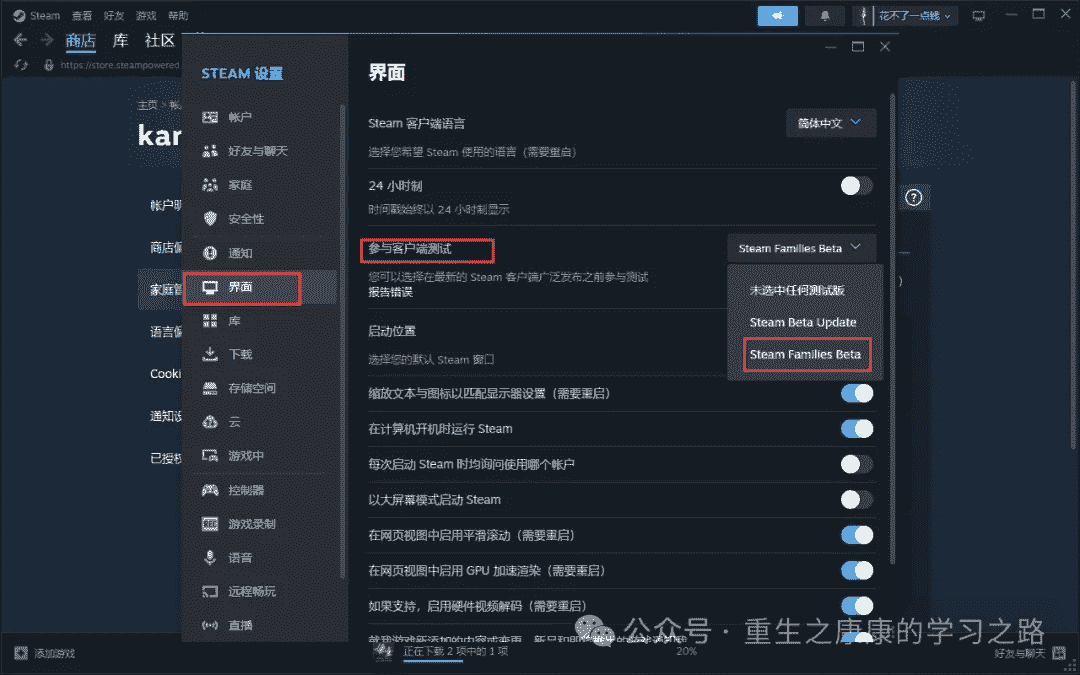 Steam 查看 好友 游戏 帮助
花不了一点钱
商店 库 社区
https://store.steampowered
主页 >
kar
商店偏
语言偏
Cooki
通知设
已授权
STEAM 设置
帐户
好友与聊天
家庭
安全性
通知
界面
库
下载
存储空间
云
游戏中
控制器
游戏录制
语音
远程畅玩
直播
界面
Steam 客户端语言
简体中文
选择您希望 Steam 使用的语言（需要重启）
24 小时制
时间戳始终以 24 小时制显示
参与客户端测试
Steam Families Beta
您可以选择在最新的 Steam 客户端广泛发布之前参与测试
报告错误
未选中任何测试版
Steam Beta Update
Steam Families Beta
启动位置
选择您的默认 Steam 窗口
缩放文本与图标以匹配显示器设置（需要重启）
在计算机开机时运行 Steam
每次启动 Steam 时均询问使用哪个帐户
以大屏幕模式启动 Steam
在网页视图中启用平滑滚动（需要重启）
在网页视图中启用 GPU 加速渲染（需要重启）
如果支持，启用硬件视频解码（需要重启）
公众号 · 重生之唐康的学习之路
添加游戏
正在下载 2 项中的 1 项
20%
好友与聊天